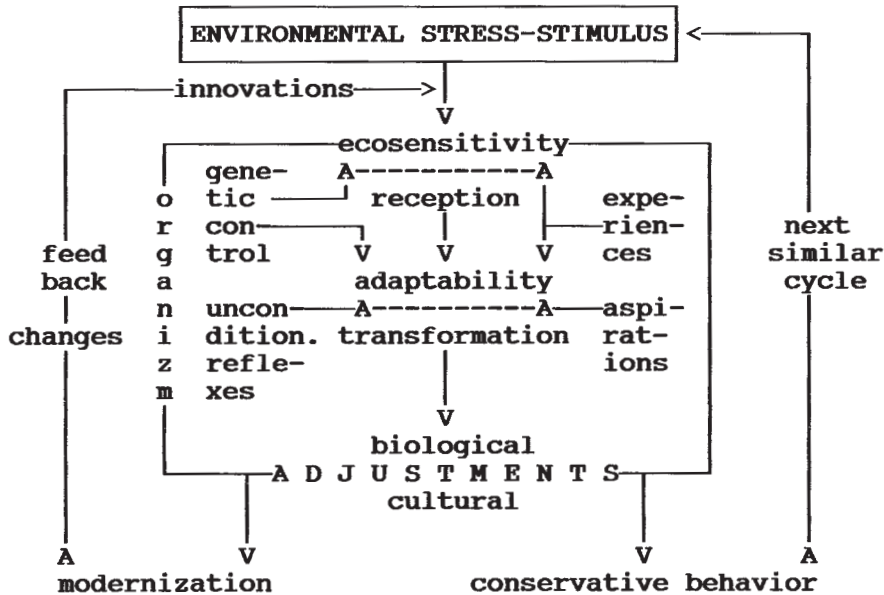 ENVIRONMENTAL STRESS-STIMULUS
innovations
V
ecosensitivity
gene- A A
o tic reception expe-
r con rien- next
feed g trol V V V ces similar
back a adaptability cycle
n uncon A A aspi-
changes i dition. transformation rat-
z refle- ions
m xes
V
biological
A D J U S T M E N T S
cultural
A V V A
modernization conservative behavior